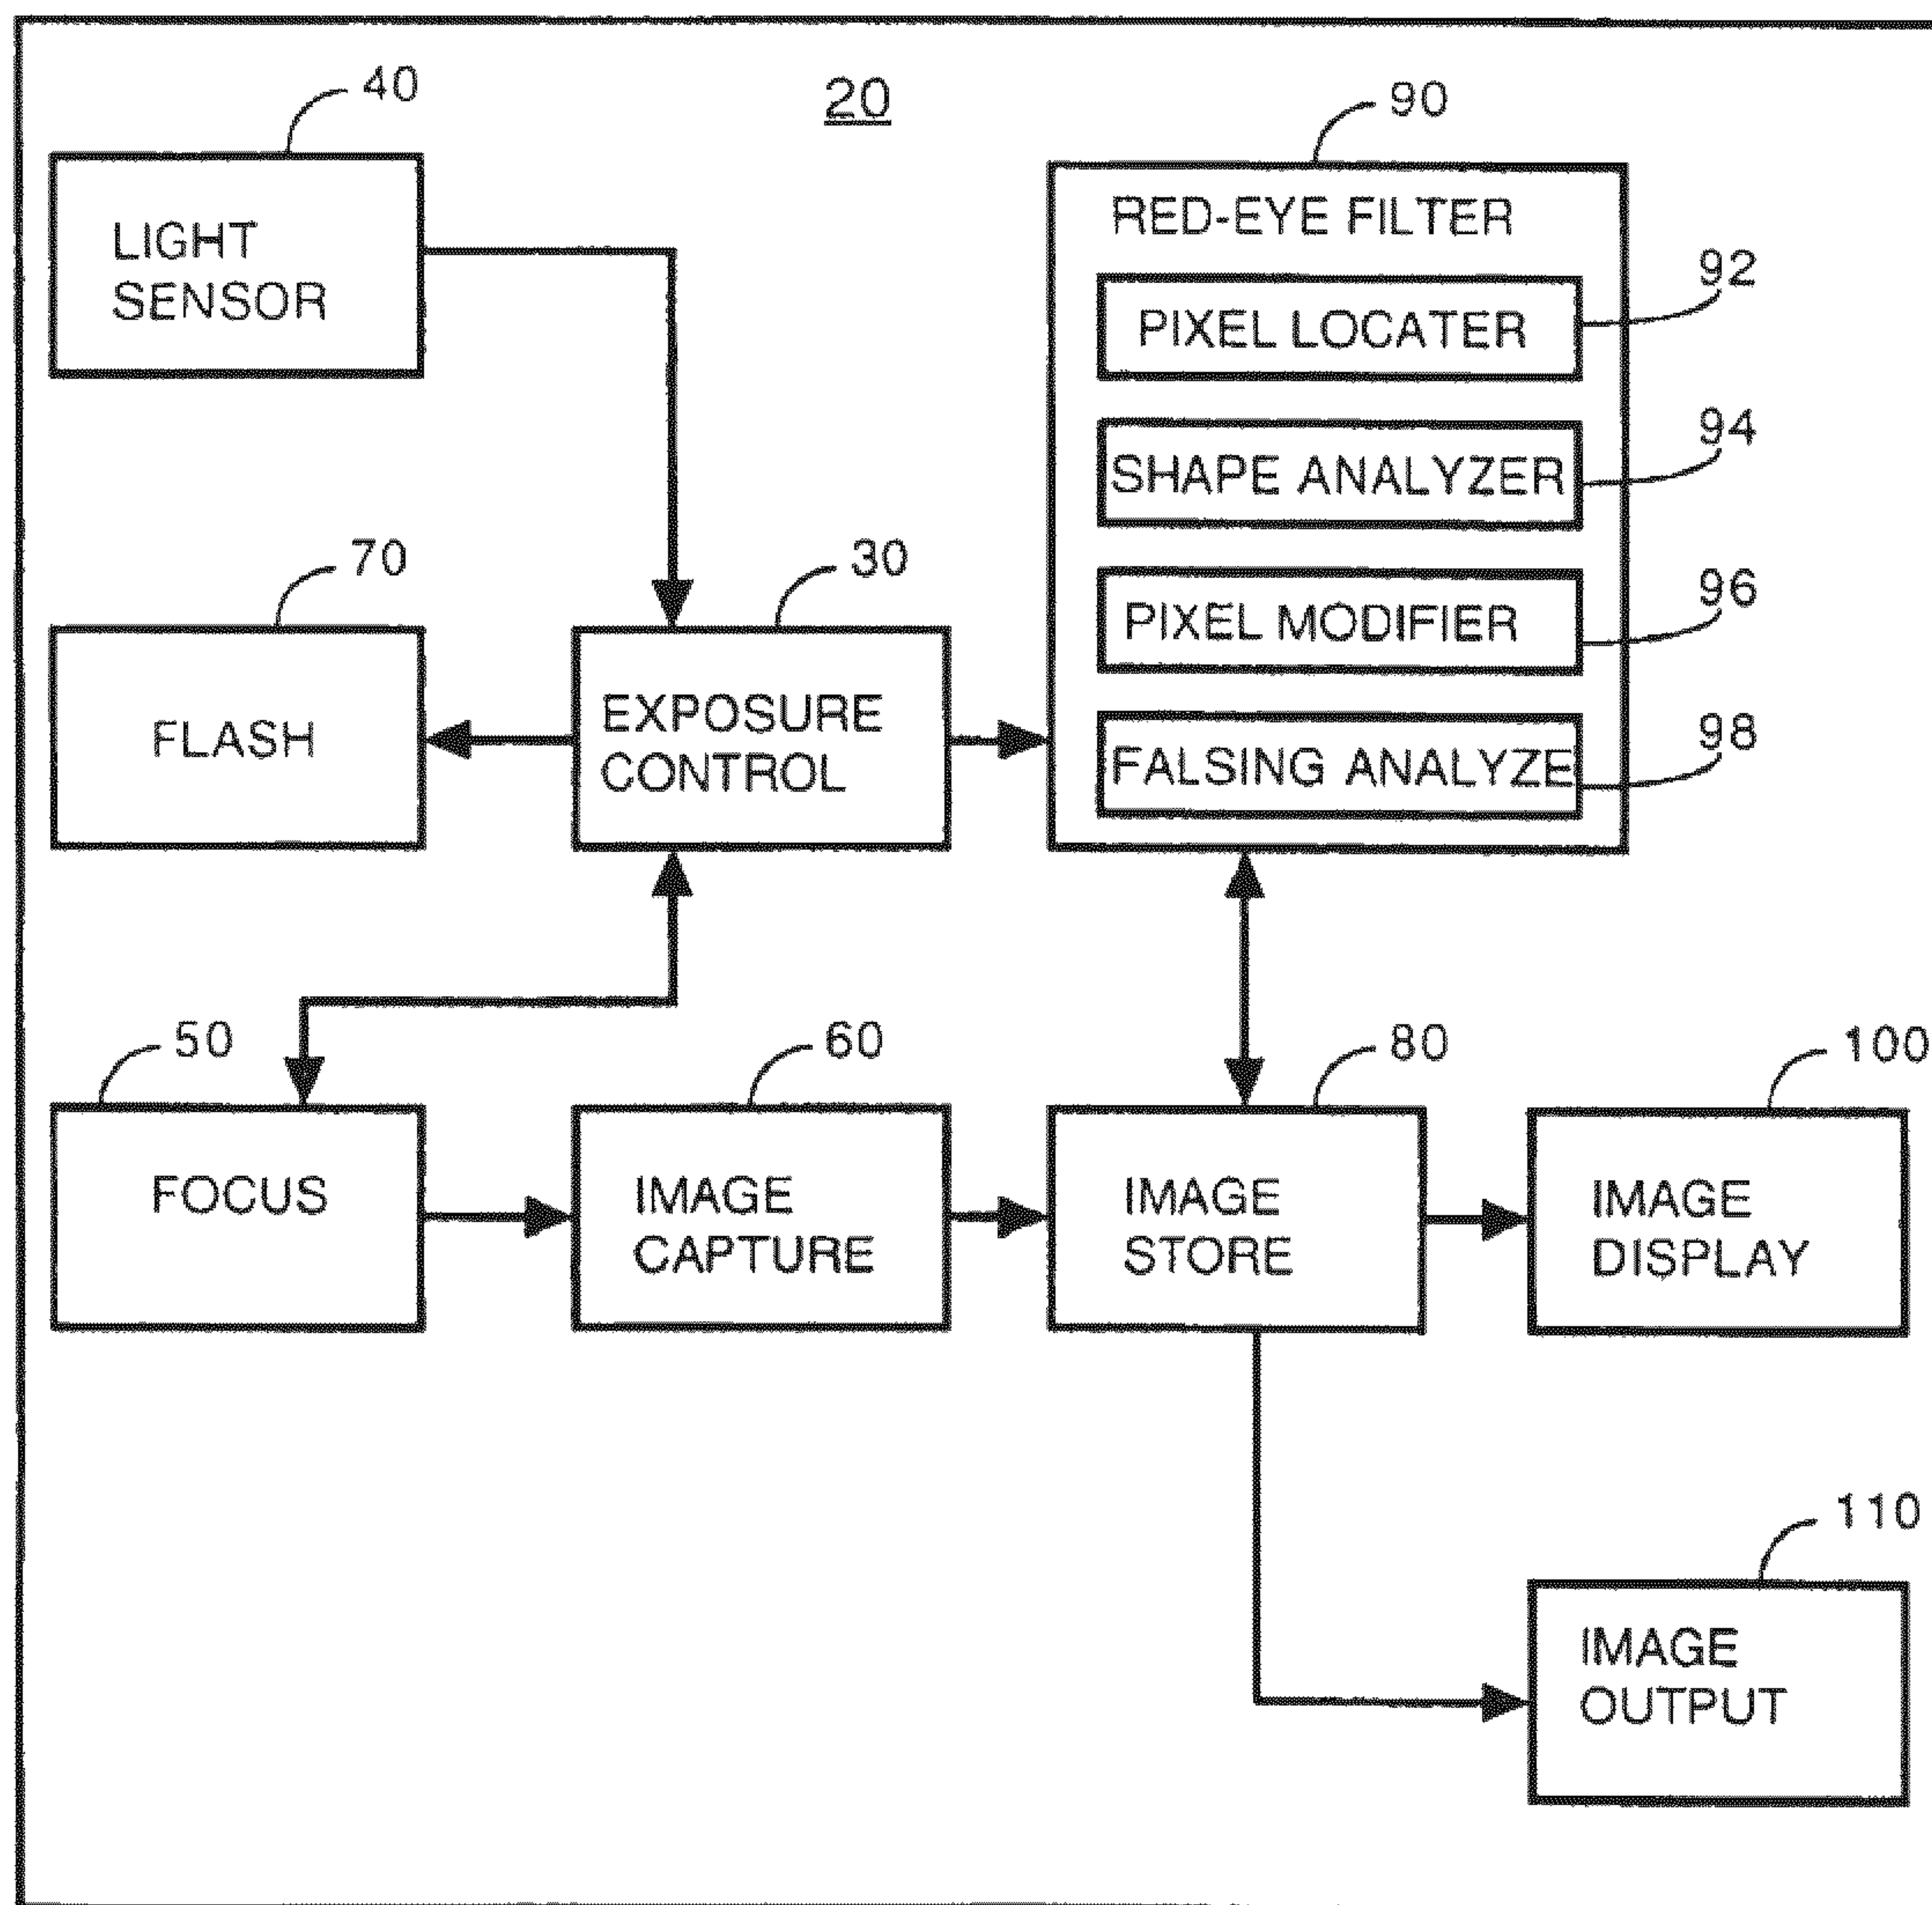 20
40
LIGHT
SENSOR
90
RED-EYE FILTER
92
PIXEL LOCATER
94
SHAPE ANALYZER
96
PIXEL MODIFIER
98
FALSING ANALYZE
70
FLASH
30
EXPOSURE
CONTROL
50
FOCUS
60
IMAGE
CAPTURE
80
IMAGE
STORE
100
IMAGE
DISPLAY
110
IMAGE
OUTPUT